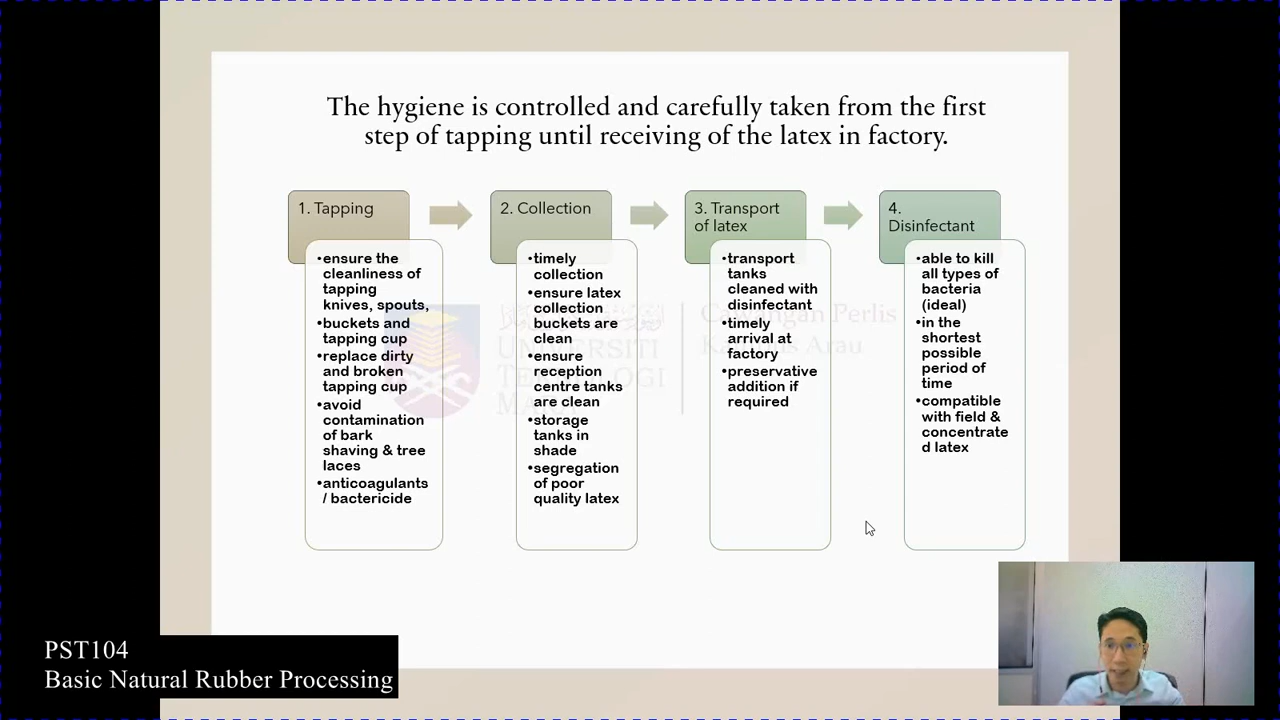 The hygiene is controlled and carefully taken from the first
step of tapping until receiving of the latex in factory.
1. Tapping
•ensure the
cleanliness of
tapping
knives, spouts,
•buckets and
tapping cup
•replace dirty
and broken
tapping cup
•avoid
contamination
of bark
shaving & tree
laces
•anticoagulants
/ bactericide
2. Collection
•timely
collection
•ensure latex
collection
buckets are
clean
•ensure
reception
centre tanks
are clean
•storage
tanks in
shade
•segregation
of poor
quality latex
3. Transport
of latex
•transport
tanks
cleaned with
disinfectant
•timely
arrival at
factory
•preservative
addition if
required
4.
Disinfectant
•able to kill
all types of
bacteria
(ideal)
•in the
shortest
possible
period of
time
•compatible
with field &
concentrate
d latex
UNIVERSITI
Cawangan Perlis
Arau
PST104
Basic Natural Rubber Processing